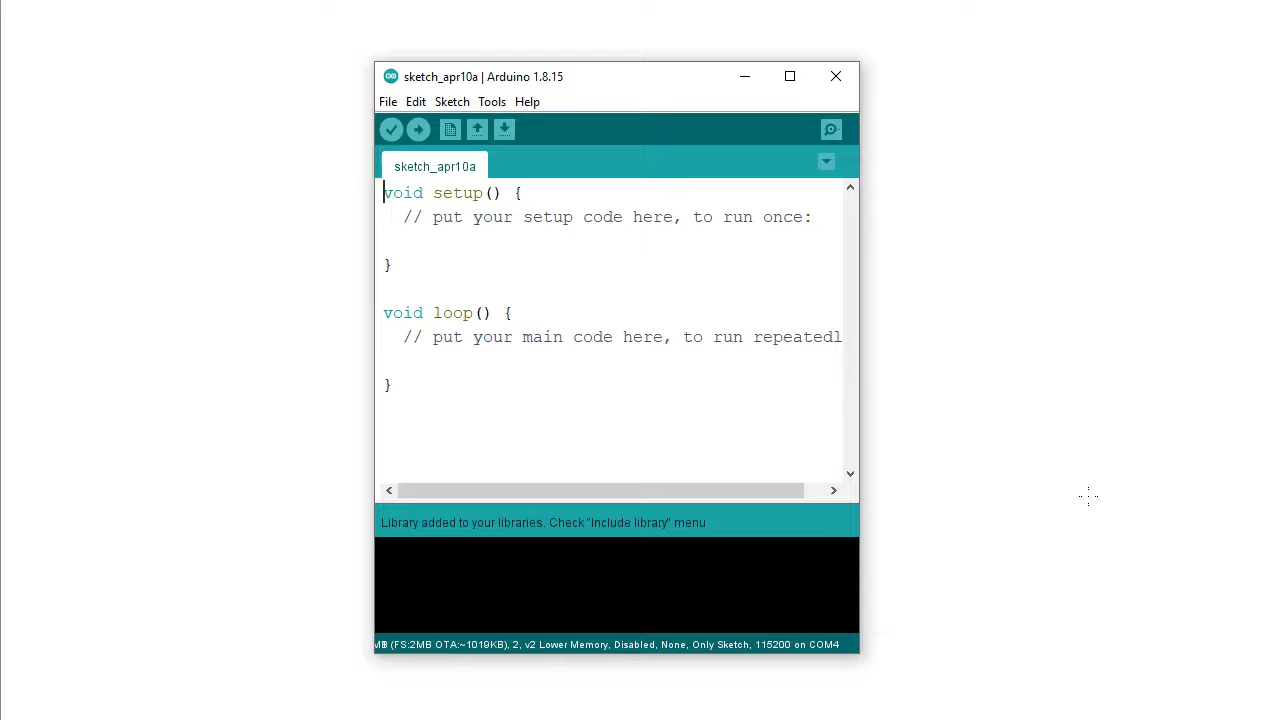 sketch_apr10a | Arduino 1.8.15
File Edit Sketch Tools Help
sketch_apr10a
void setup() {
// put your setup code here, to run once:
}
void loop() {
// put your main code here, to run repeatedl
}
Library added to your libraries. Check "Include library" menu
(FS:2MB OTA:~1019KB), 2, v2 Lower Memory, Disabled, None, Only Sketch, 115200 on COM4